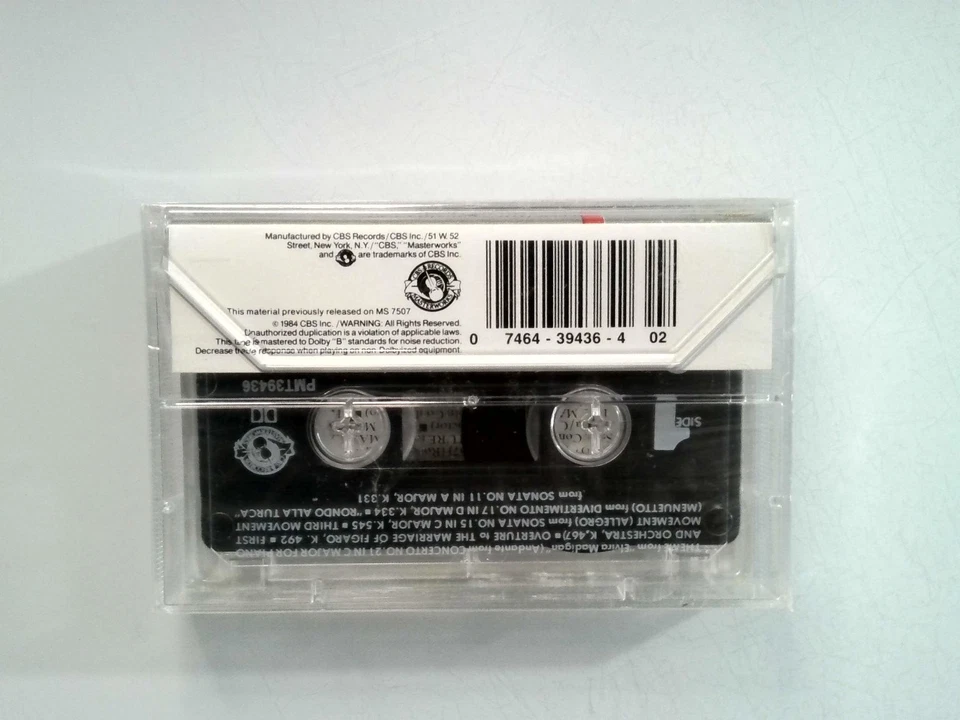 Manufactured by CBS Records/CBS Inc./51 W. 52
Street, New York, N.Y./"CBS," "Masterworks"
and are trademarks of CBS Inc.
CBS RECORDS
MASTERWORKS
This material previously released on MS 7507
© 1984 CBS Inc. /WARNING: All Rights Reserved.
Unauthorized duplication is a violation of applicable laws.
This tape is mastered to Dolby "B" standards for noise reduction.
Decrease treble response when playing on non-Dolbyized equipment.
0 7464 - 39436 - 4 02
PMT39436
SIDE 1
THEME from "Elvira Madigan" (Andante from CONCERTO NO. 21 IN C MAJOR FOR PIANO
AND ORCHESTRA, K.467) ■ OVERTURE to THE MARRIAGE OF FIGARO, K. 492 ■ FIRST
MOVEMENT (ALLEGRO) from SONATA NO. 15 IN C MAJOR, K.545 ■ THIRD MOVEMENT
(MENUETTO) from DIVERTIMENTO NO. 17 IN D MAJOR, K.334 ■ "RONDO ALLA TURCA"
from SONATA NO. 11 IN A MAJOR, K.331